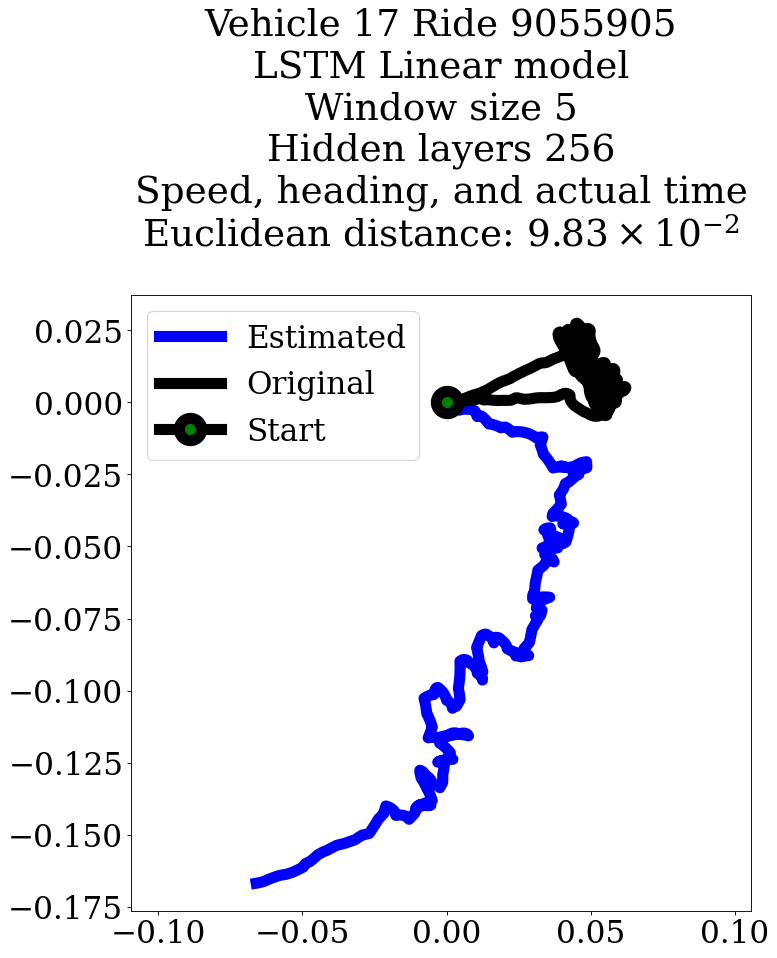 Vehicle 17 Ride 9055905
LSTM Linear model
Window size 5
Hidden layers 256
Speed, heading, and actual time
Euclidean distance: 9.83 × 10⁻²
Estimated
Original
Start
0.025
0.000
−0.025
−0.050
−0.075
−0.100
−0.125
−0.150
−0.175
−0.10 −0.05 0.00 0.05 0.10